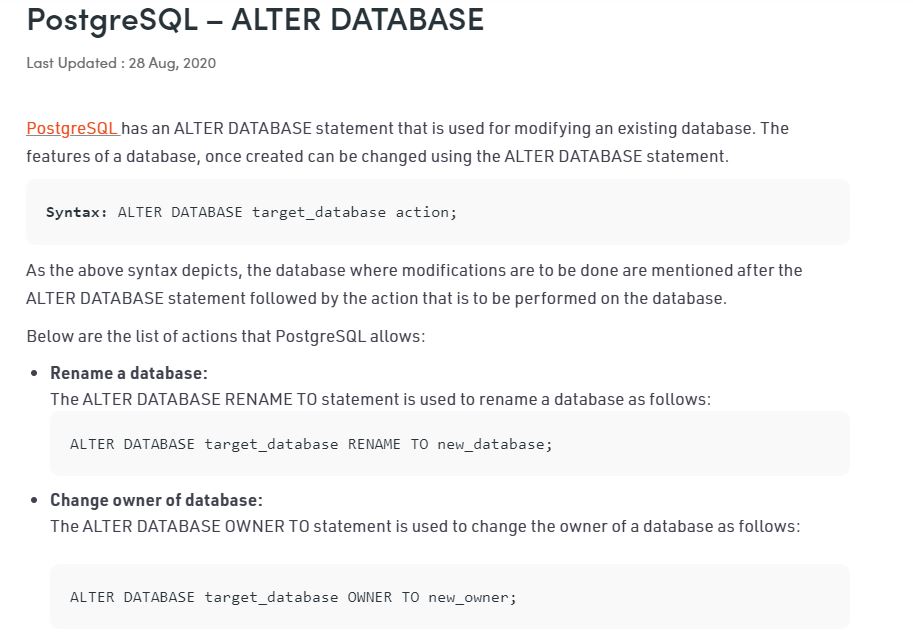 PostgreSQL – ALTER DATABASE
Last Updated : 28 Aug, 2020
PostgreSQL has an ALTER DATABASE statement that is used for modifying an existing database. The
features of a database, once created can be changed using the ALTER DATABASE statement.
Syntax: ALTER DATABASE target_database action;
As the above syntax depicts, the database where modifications are to be done are mentioned after the
ALTER DATABASE statement followed by the action that is to be performed on the database.
Below are the list of actions that PostgreSQL allows:
• Rename a database:
The ALTER DATABASE RENAME TO statement is used to rename a database as follows:
ALTER DATABASE target_database RENAME TO new_database;
• Change owner of database:
The ALTER DATABASE OWNER TO statement is used to change the owner of a database as follows:
ALTER DATABASE target_database OWNER TO new_owner;